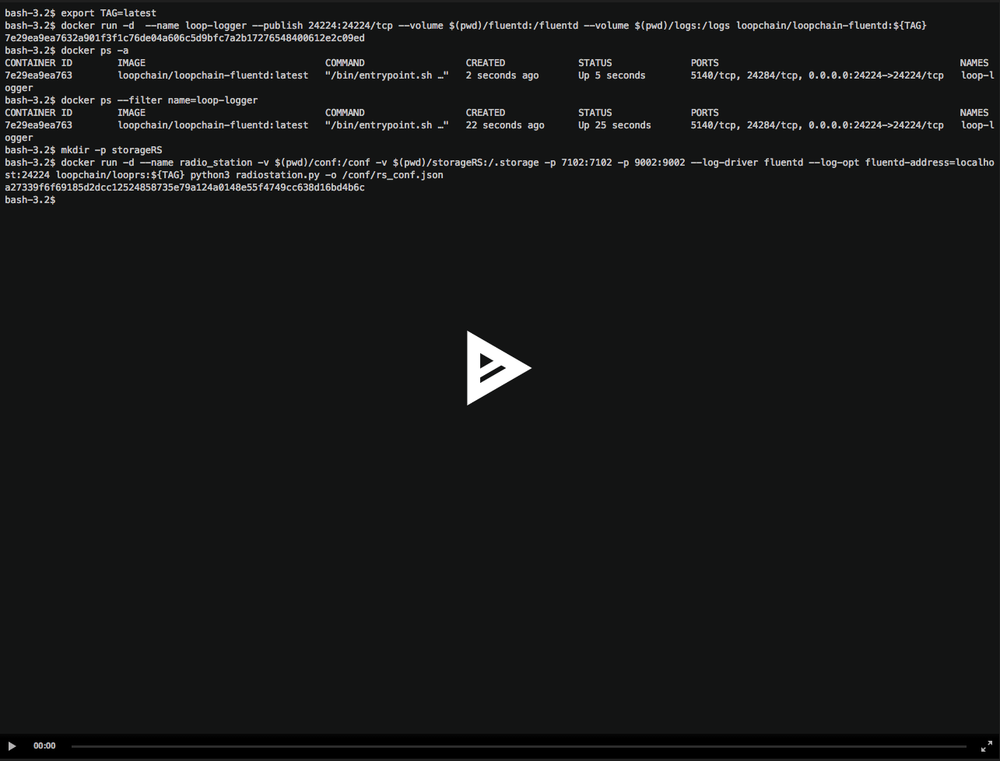 bash-3.2$ export TAG=latest
bash-3.2$ docker run -d  --name loop-logger --publish 24224:24224/tcp --volume $(pwd)/fluentd:/fluentd --volume $(pwd)/logs:/logs loopchain/loopchain-fluentd:${TAG}
7e29ea9ea7632a901f3f1c76de04a606c5d9bfc7a2b17276548400612e2c09ed
bash-3.2$ docker ps -a
CONTAINER ID        IMAGE                                COMMAND                  CREATED             STATUS              PORTS                                           NAMES
7e29ea9ea763        loopchain/loopchain-fluentd:latest   "/bin/entrypoint.sh …"   2 seconds ago       Up 5 seconds        5140/tcp, 24284/tcp, 0.0.0.0:24224->24224/tcp   loop-l
ogger
bash-3.2$ docker ps --filter name=loop-logger
CONTAINER ID        IMAGE                                COMMAND                  CREATED             STATUS              PORTS                                           NAMES
7e29ea9ea763        loopchain/loopchain-fluentd:latest   "/bin/entrypoint.sh …"   22 seconds ago      Up 25 seconds       5140/tcp, 24284/tcp, 0.0.0.0:24224->24224/tcp   loop-l
ogger
bash-3.2$ mkdir -p storageRS
bash-3.2$ docker run -d --name radio_station -v $(pwd)/conf:/conf -v $(pwd)/storageRS:/.storage -p 7102:7102 -p 9002:9002 --log-driver fluentd --log-opt fluentd-address=localho
st:24224 loopchain/looprs:${TAG} python3 radiostation.py -o /conf/rs_conf.json
a27339f6f69185d2dcc12524858735e79a124a0148e55f4749cc638d16bd4b6c
bash-3.2$
00:00